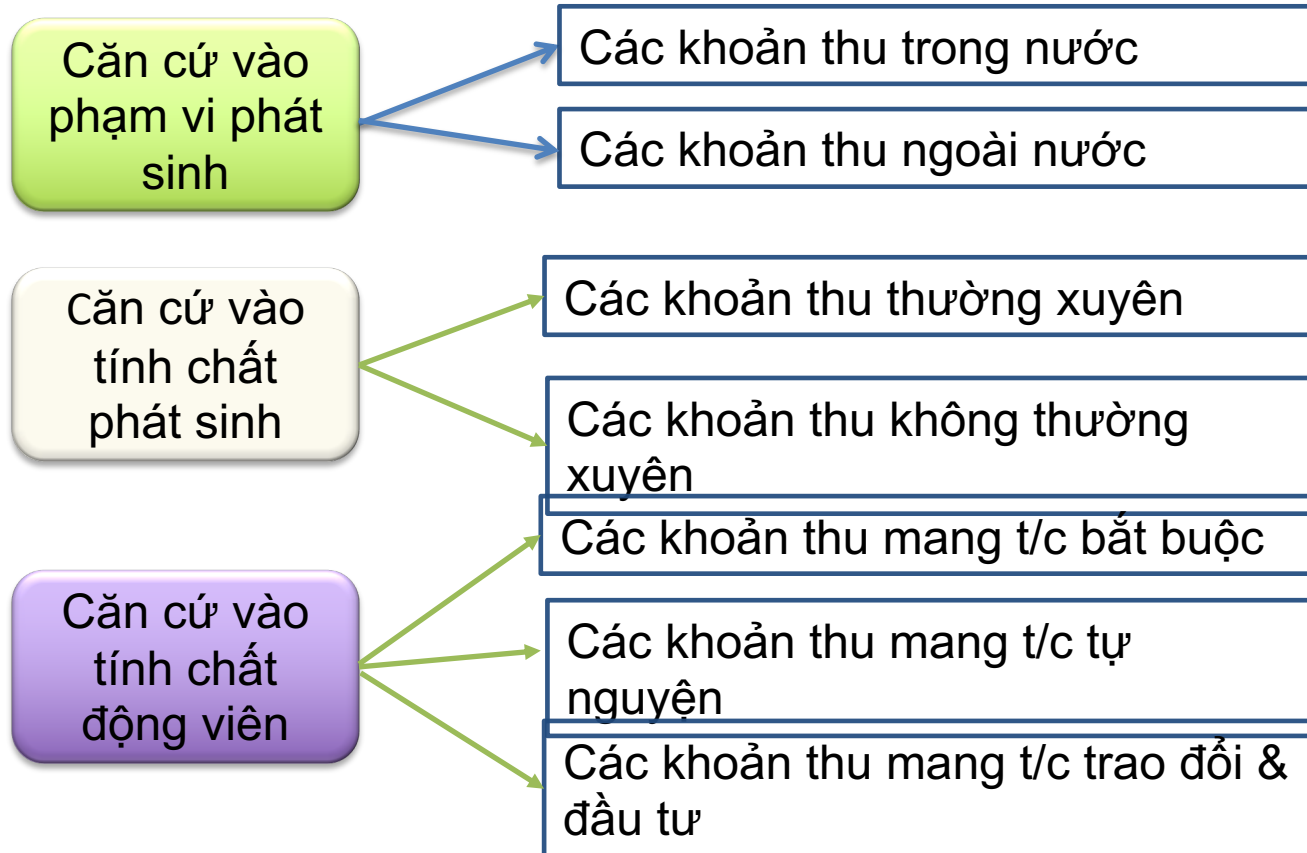 Căn cứ vào
phạm vi phát
sinh
Các khoản thu trong nước
Các khoản thu ngoài nước
Căn cứ vào
tính chất
phát sinh
Các khoản thu thường xuyên
Các khoản thu không thường
xuyên
Căn cứ vào
tính chất
động viên
Các khoản thu mang t/c bắt buộc
Các khoản thu mang t/c tự
nguyện
Các khoản thu mang t/c trao đổi &
đầu tư